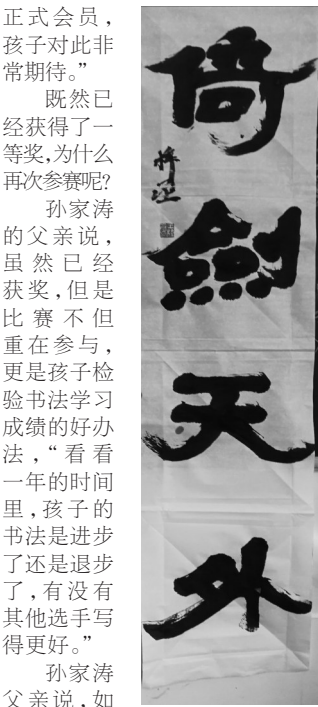 正式会员，
孩子对此非
常期待。”
既然已
经获得了一
等奖,为什么
再次参赛呢?
孙家涛
的父亲说，
虽然已经
获奖，但是
比赛不但
重在参与，
更是孩子检
验书法学习
成绩的好办
法，“看看
一年的时间
里，孩子的
书法是进步
了还是退步
了，有没有
其他选手写
得更好。”
孙家涛
父亲说，如
倚劍天外